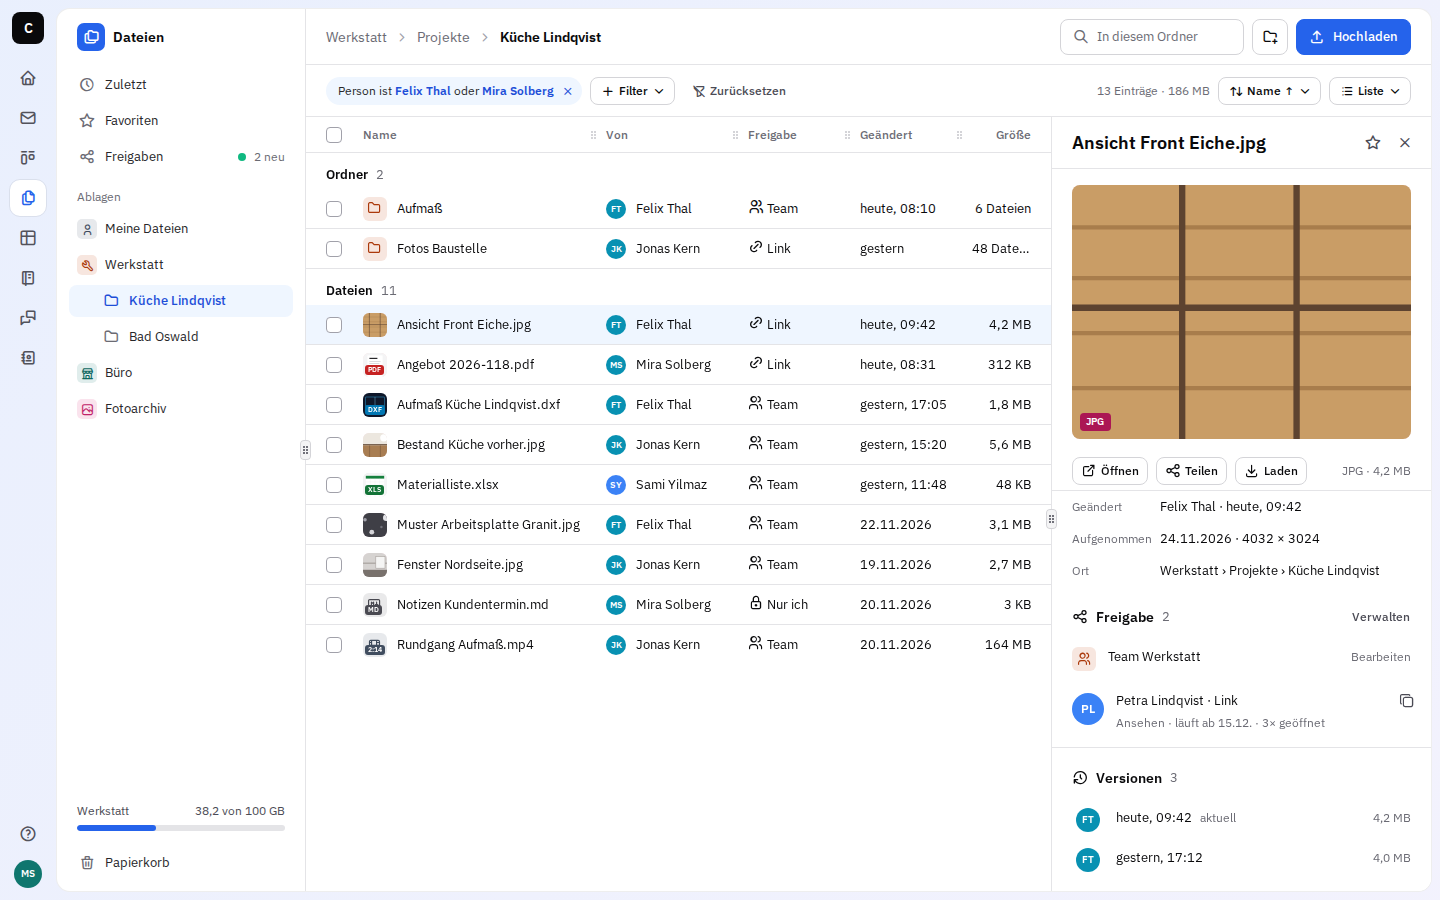 C
Dateien
Zuletzt
Favoriten
Freigaben 2 neu
Ablagen
Meine Dateien
Werkstatt
Küche Lindqvist
Bad Oswald
Büro
Fotoarchiv
Werkstatt 38,2 von 100 GB
Papierkorb
MS
Werkstatt Projekte Küche Lindqvist
In diesem Ordner
Hochladen
Person ist Felix Thal oder Mira Solberg
Filter
Zurücksetzen
13 Einträge · 186 MB
Name ↑
Liste
Name Von Freigabe Geändert Größe
Ordner 2
Aufmaß FT Felix Thal Team heute, 08:10 6 Dateien
Fotos Baustelle JK Jonas Kern Link gestern 48 Date…
Dateien 11
Ansicht Front Eiche.jpg FT Felix Thal Link heute, 09:42 4,2 MB
PDF Angebot 2026-118.pdf MS Mira Solberg Link heute, 08:31 312 KB
DXF Aufmaß Küche Lindqvist.dxf FT Felix Thal Team gestern, 17:05 1,8 MB
Bestand Küche vorher.jpg JK Jonas Kern Team gestern, 15:20 5,6 MB
XLS Materialliste.xlsx SY Sami Yilmaz Team gestern, 11:48 48 KB
Muster Arbeitsplatte Granit.jpg FT Felix Thal Team 22.11.2026 3,1 MB
Fenster Nordseite.jpg JK Jonas Kern Team 19.11.2026 2,7 MB
MD Notizen Kundentermin.md MS Mira Solberg Nur ich 20.11.2026 3 KB
2:14 Rundgang Aufmaß.mp4 JK Jonas Kern Team 20.11.2026 164 MB
Ansicht Front Eiche.jpg
JPG
Öffnen Teilen Laden JPG · 4,2 MB
Geändert Felix Thal · heute, 09:42
Aufgenommen 24.11.2026 · 4032 × 3024
Ort Werkstatt › Projekte › Küche Lindqvist
Freigabe 2 Verwalten
Team Werkstatt Bearbeiten
PL Petra Lindqvist · Link
Ansehen · läuft ab 15.12. · 3× geöffnet
Versionen 3
FT heute, 09:42 aktuell 4,2 MB
FT gestern, 17:12 4,0 MB